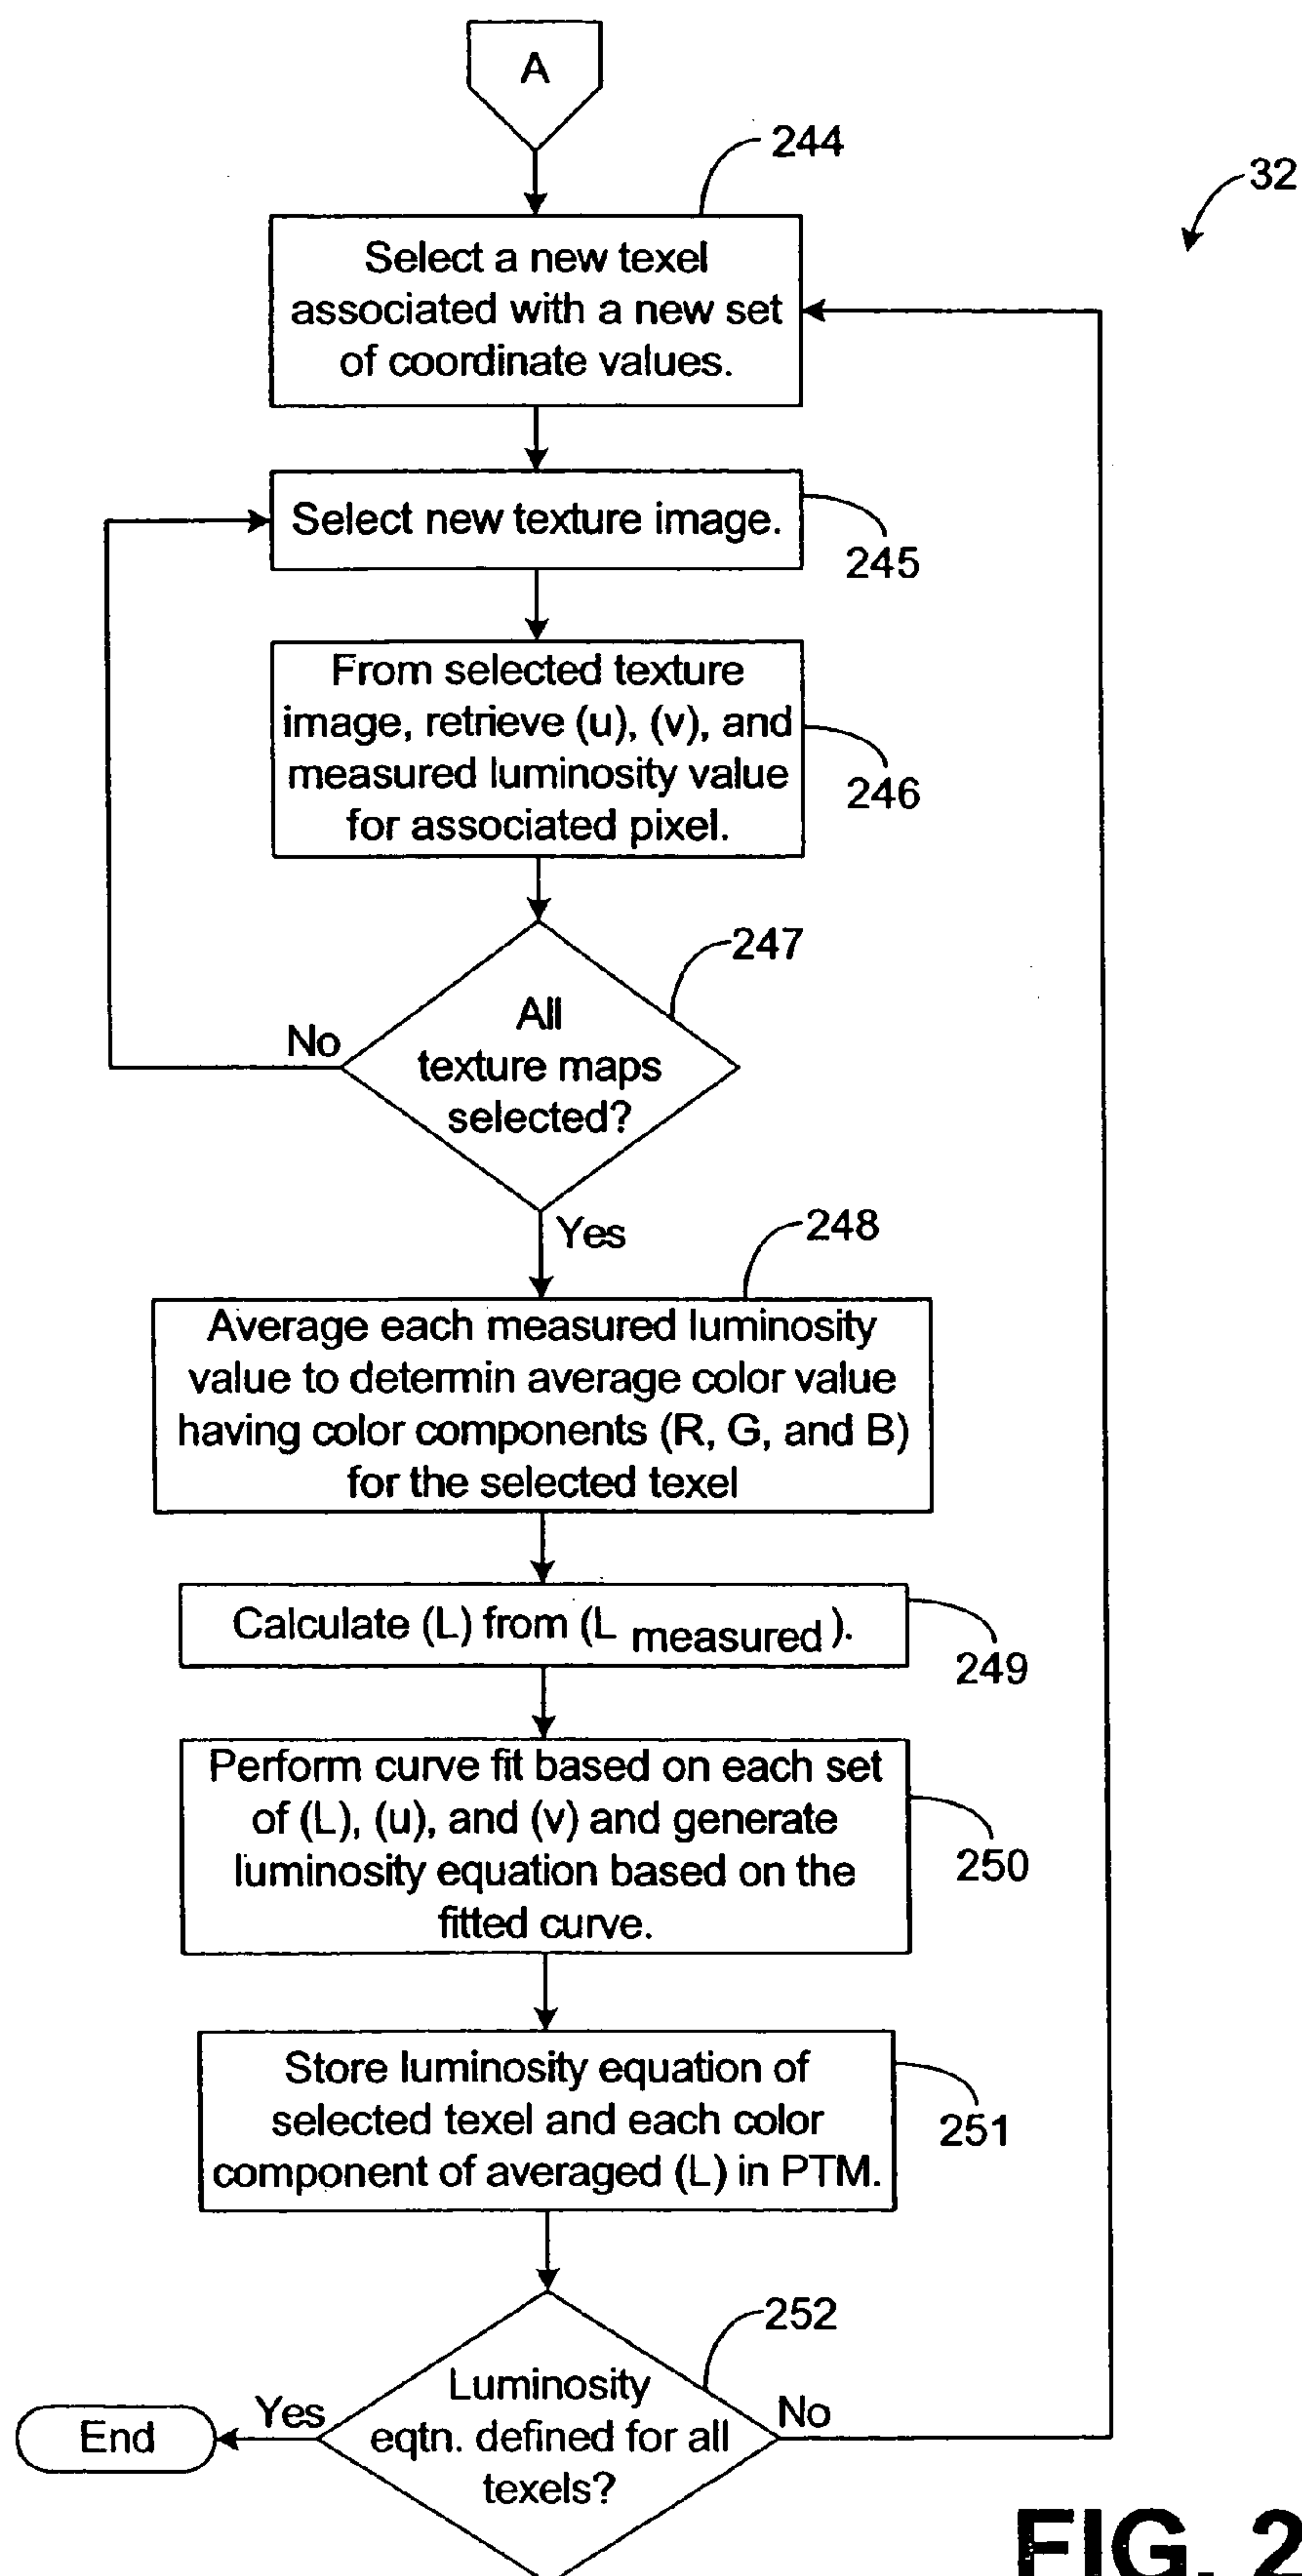 A
244
32
Select a new texel
associated with a new set
of coordinate values.
Select new texture image.
245
From selected texture
image, retrieve (u), (v), and
measured luminosity value
for associated pixel.
246
247
All
texture maps
selected?
No
Yes
248
Average each measured luminosity
value to determin average color value
having color components (R, G, and B)
for the selected texel
Calculate (L) from (L measured).
249
Perform curve fit based on each set
of (L), (u), and (v) and generate
luminosity equation based on the
fitted curve.
250
Store luminosity equation of
selected texel and each color
component of averaged (L) in PTM.
251
252
Luminosity
eqtn. defined for all
texels?
Yes
No
End
FIG. 2